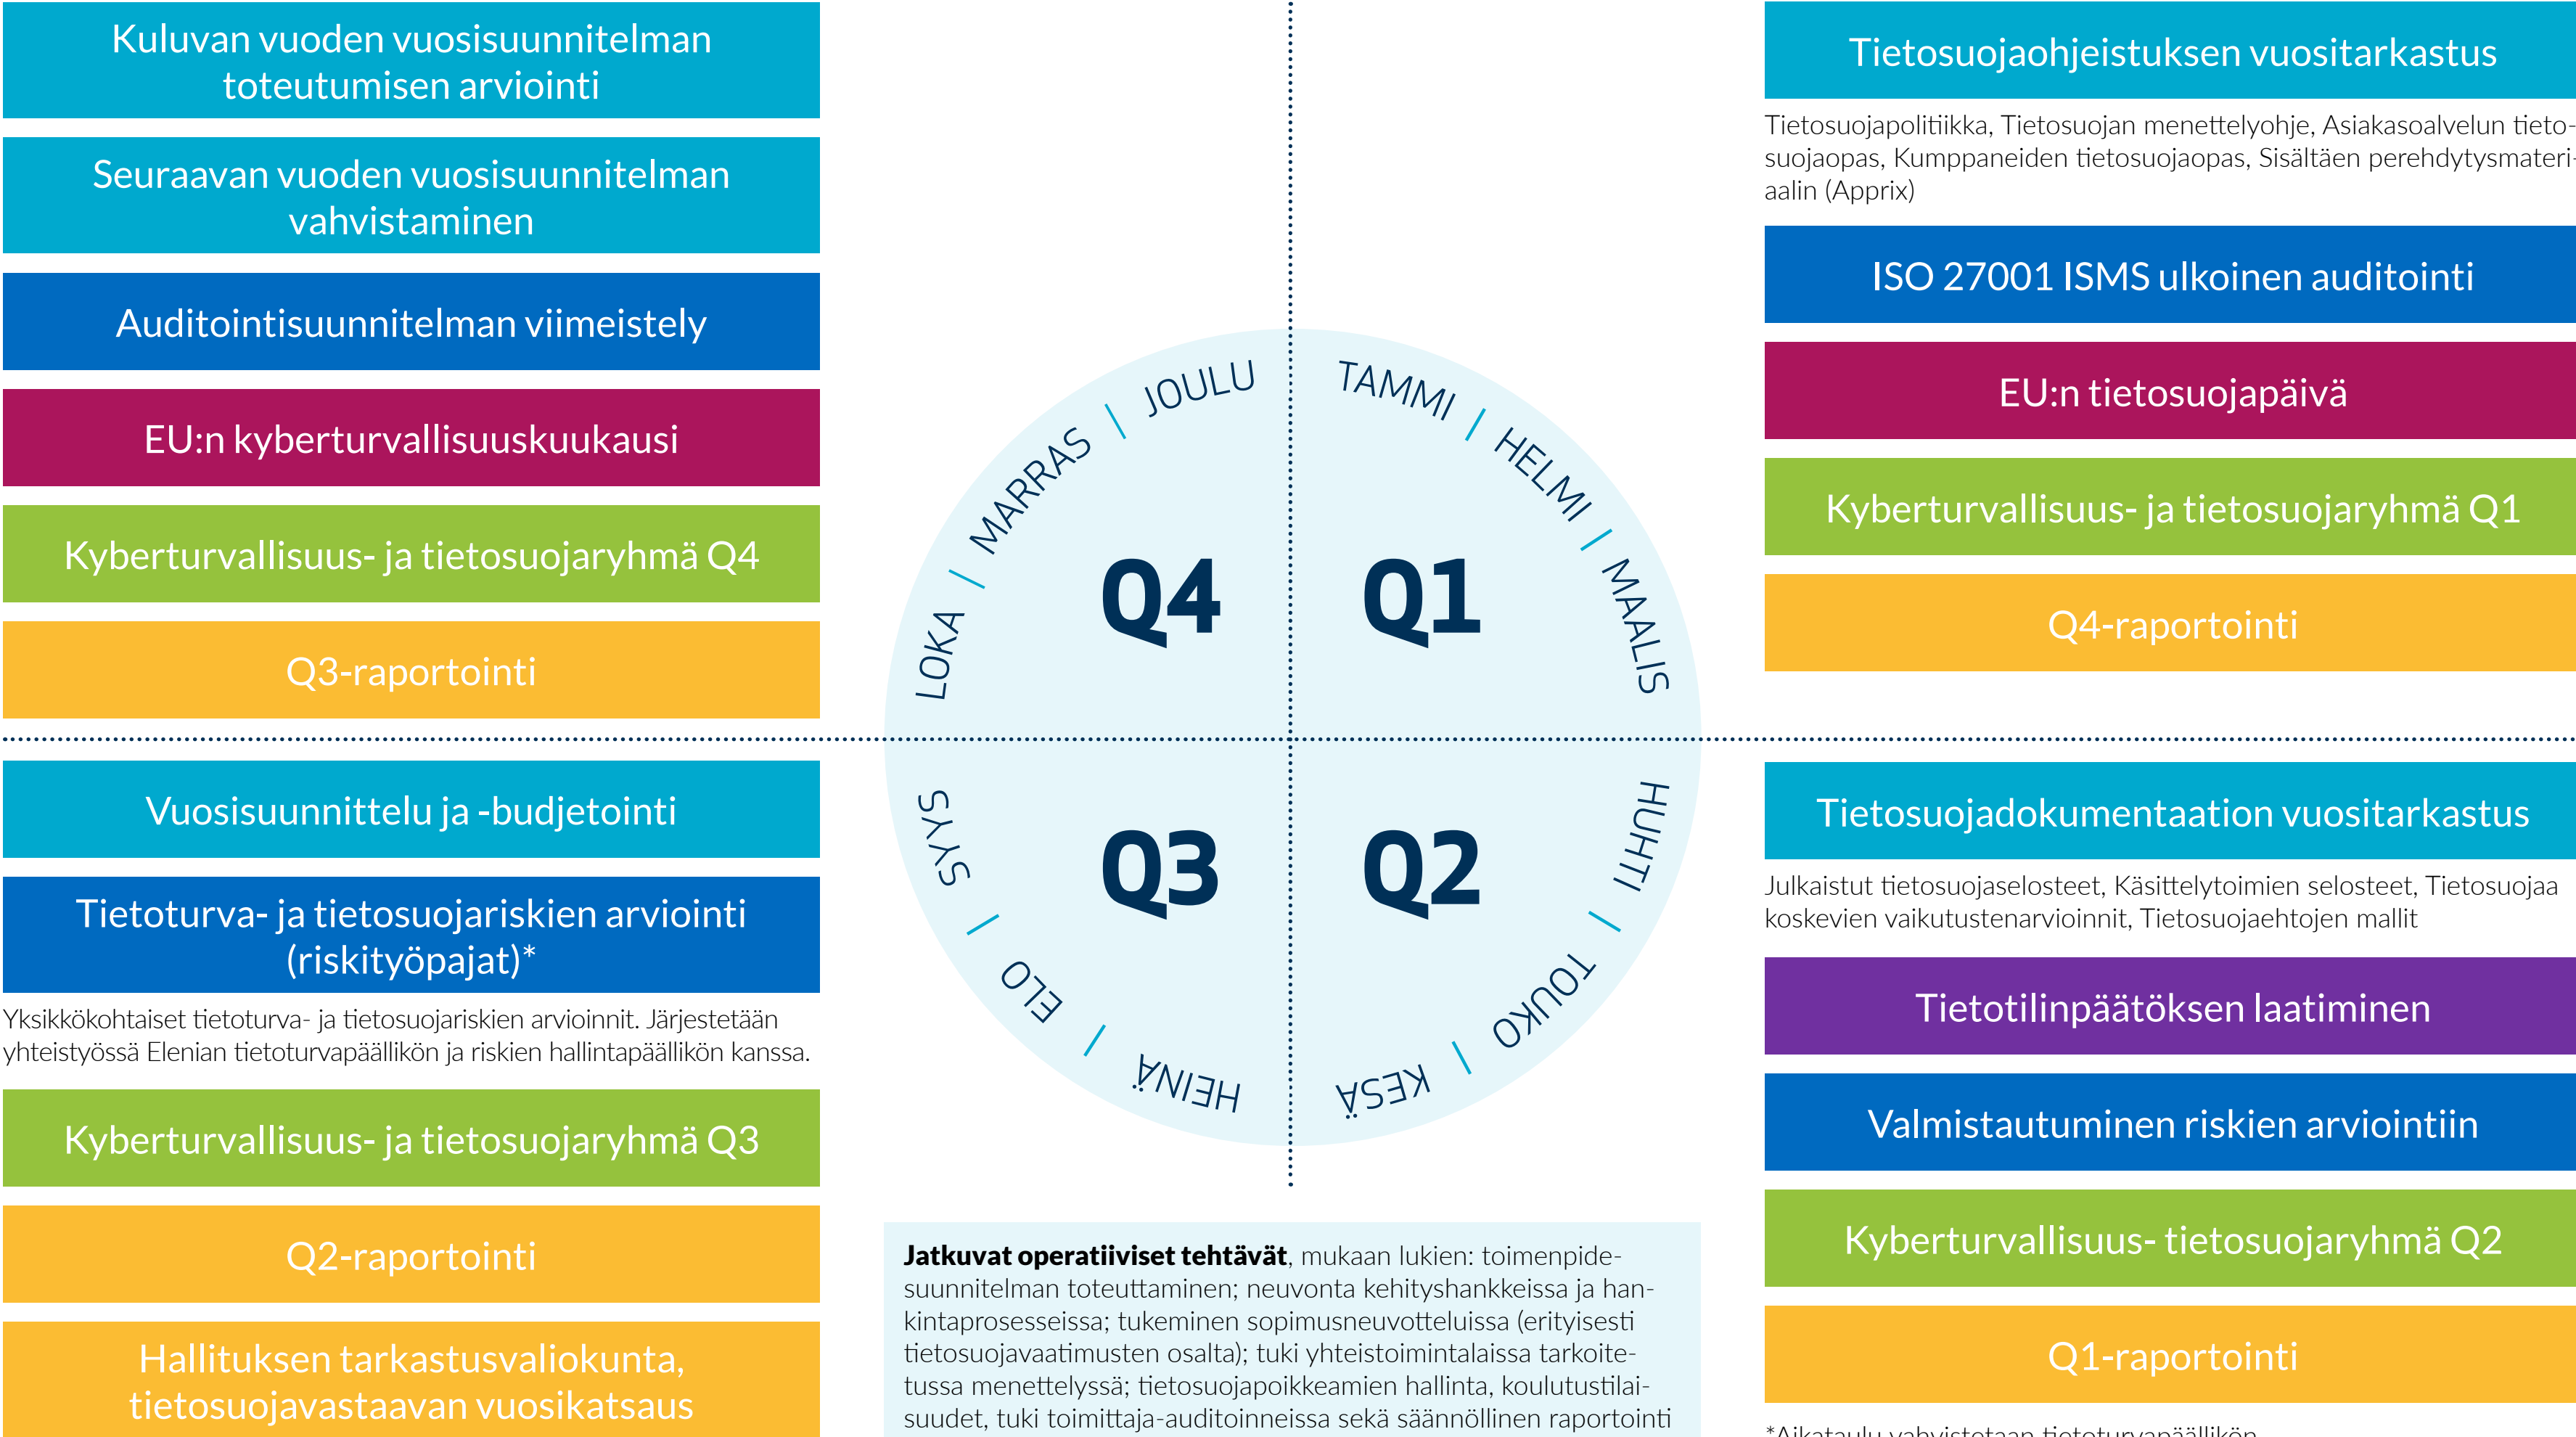 Kuluvan vuoden vuosisuunnitelman
toteutumisen arviointi
Seuraavan vuoden vuosisuunnitelman
vahvistaminen
Auditointisuunnitelman viimeistely
EU:n kyberturvallisuuskuukausi
Kyberturvallisuus- ja tietosuojaryhmä Q4
Q3-raportointi
Tietosuojaohjeistuksen vuositarkastus
Tietosuojapolitiikka, Tietosuojan menettelyohje, Asiakasoalvelun tieto-
suojaopas, Kumppaneiden tietosuojaopas, Sisältäen perehdytysmateri-
aalin (Apprix)
ISO 27001 ISMS ulkoinen auditointi
EU:n tietosuojapäivä
Kyberturvallisuus- ja tietosuojaryhmä Q1
Q4-raportointi
LOKA | MARRAS | JOULU
TAMMI | HELMI | MAALIS
Q4
Q1
Q3
Q2
HUHTI | TOUKO | KESÄ
HEINÄ | ELO | SYYS
Vuosisuunnittelu ja -budjetointi
Tietoturva- ja tietosuojariskien arviointi
(riskityöpajat)*
Yksikkökohtaiset tietoturva- ja tietosuojariskien arvioinnit. Järjestetään
yhteistyössä Elenian tietoturvapäällikön ja riskien hallintapäällikön kanssa.
Kyberturvallisuus- ja tietosuojaryhmä Q3
Q2-raportointi
Hallituksen tarkastusvaliokunta,
tietosuojavastaavan vuosikatsaus
Jatkuvat operatiiviset tehtävät, mukaan lukien: toimenpide-
suunnitelman toteuttaminen; neuvonta kehityshankkeissa ja han-
kintaprosesseissa; tukeminen sopimusneuvotteluissa (erityisesti
tietosuojavaatimusten osalta); tuki yhteistoimintalaissa tarkoite-
tussa menettelyssä; tietosuojapoikkeamien hallinta, koulutustilai-
suudet, tuki toimittaja-auditoinneissa sekä säännöllinen raportointi
Tietosuojadokumentaation vuositarkastus
Julkaistut tietosuojaselosteet, Käsittelytoimien selosteet, Tietosuojaa
koskevien vaikutustenarvioinnit, Tietosuojaehtojen mallit
Tietotilinpäätöksen laatiminen
Valmistautuminen riskien arviointiin
Kyberturvallisuus- tietosuojaryhmä Q2
Q1-raportointi
*Aikataulu vahvistetaan tietoturvapäällikön